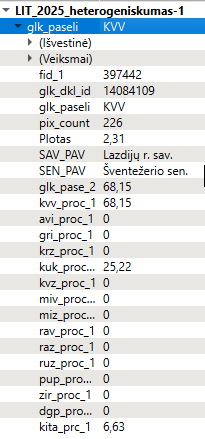 LIT_2025_heterogeniskumas-1
glk_paseli KVV
(Išvestinė)
(Veiksmai)
fid_1 397442
glk_dkl_id 14084109
glk_paseli KVV
pix_count 226
Plotas 2,31
SAV_PAV Lazdijų r. sav.
SEN_PAV Šventežerio sen.
glk_pase_2 68,15
kvv_proc_1 68,15
avi_proc_1 0
gri_proc_1 0
krz_proc_1 0
kuk_proc... 25,22
kvz_proc_1 0
miv_proc... 0
miz_proc... 0
rav_proc_1 0
raz_proc_1 0
ruz_proc_1 0
pup_pro... 0
zir_proc_1 0
dgp_pro... 0
kita_prc_1 6,63